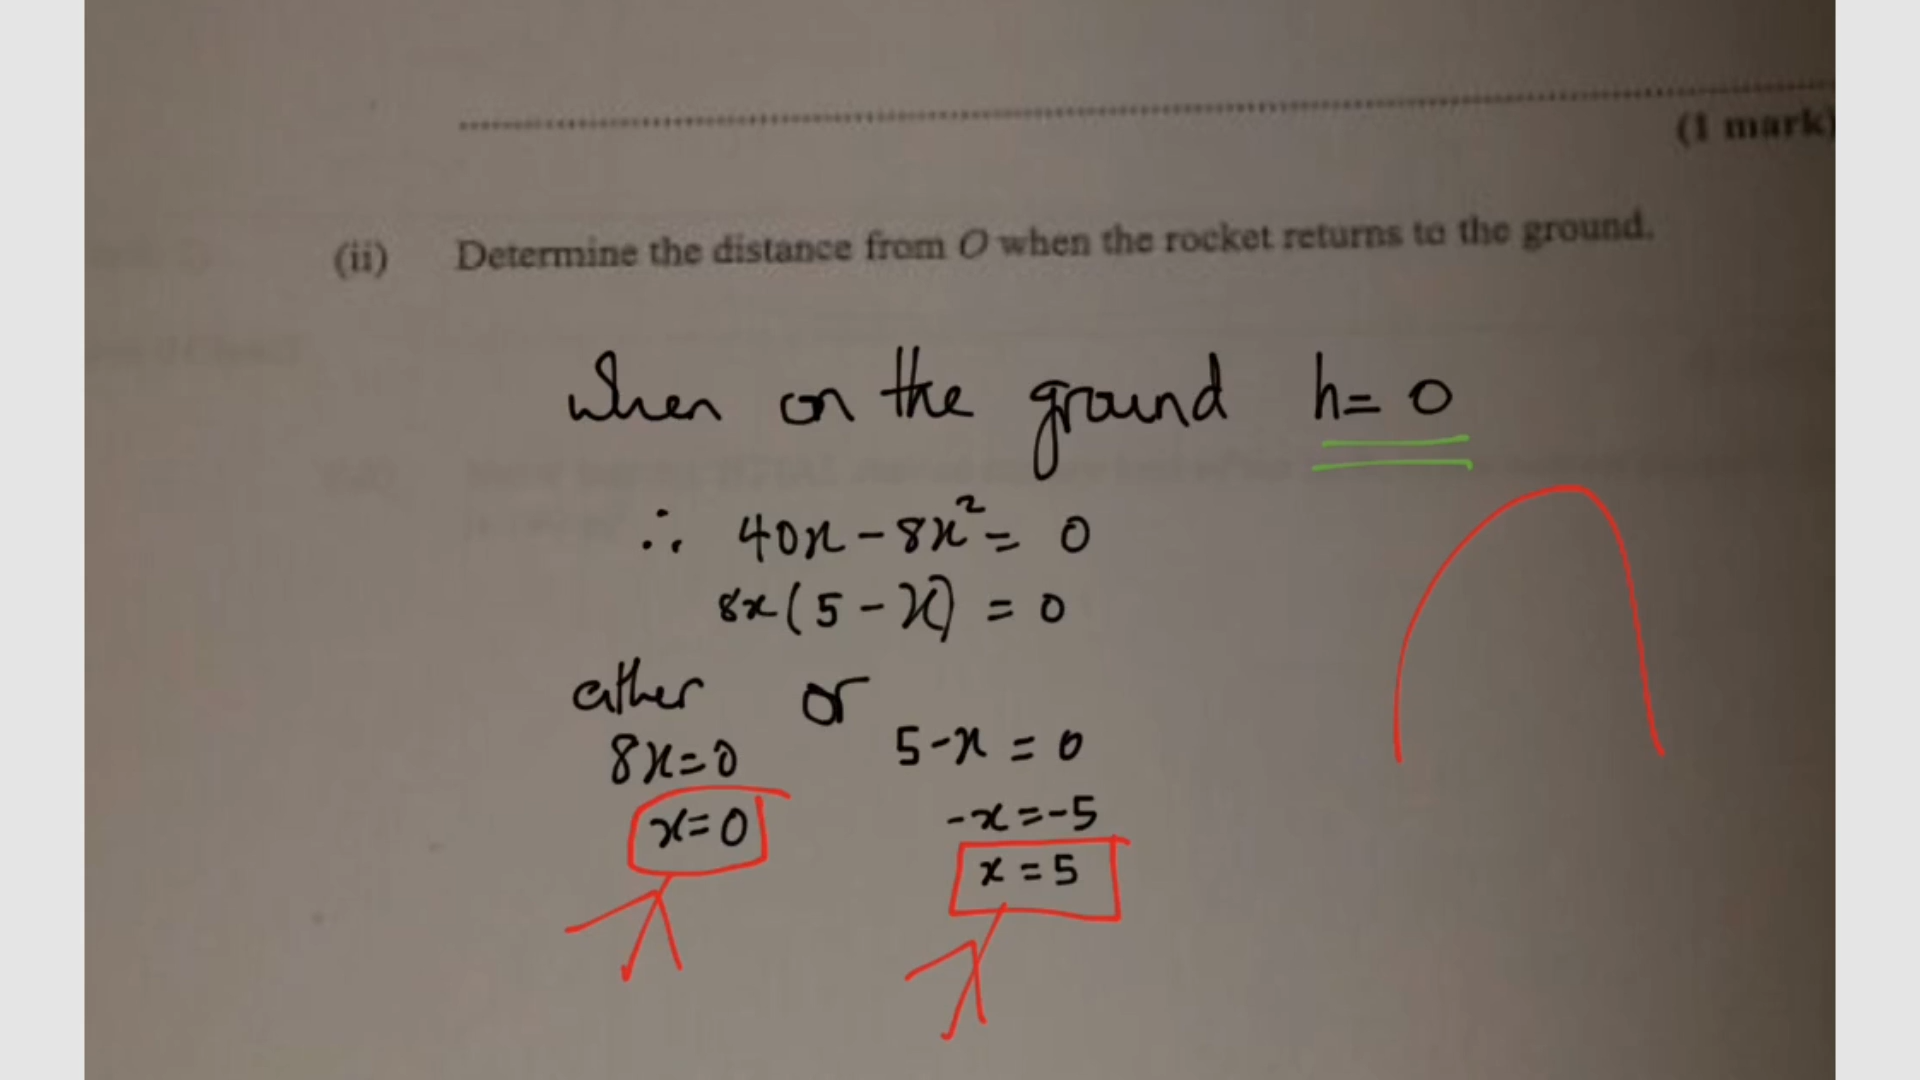 (1 mark)
(ii) Determine the distance from O when the rocket returns to the ground.
When on the ground h = 0
∴ 40x - 8x² = 0
8x(5 - x) = 0
either or
8x = 0 5 - x = 0
x = 0 -x = -5
x = 5